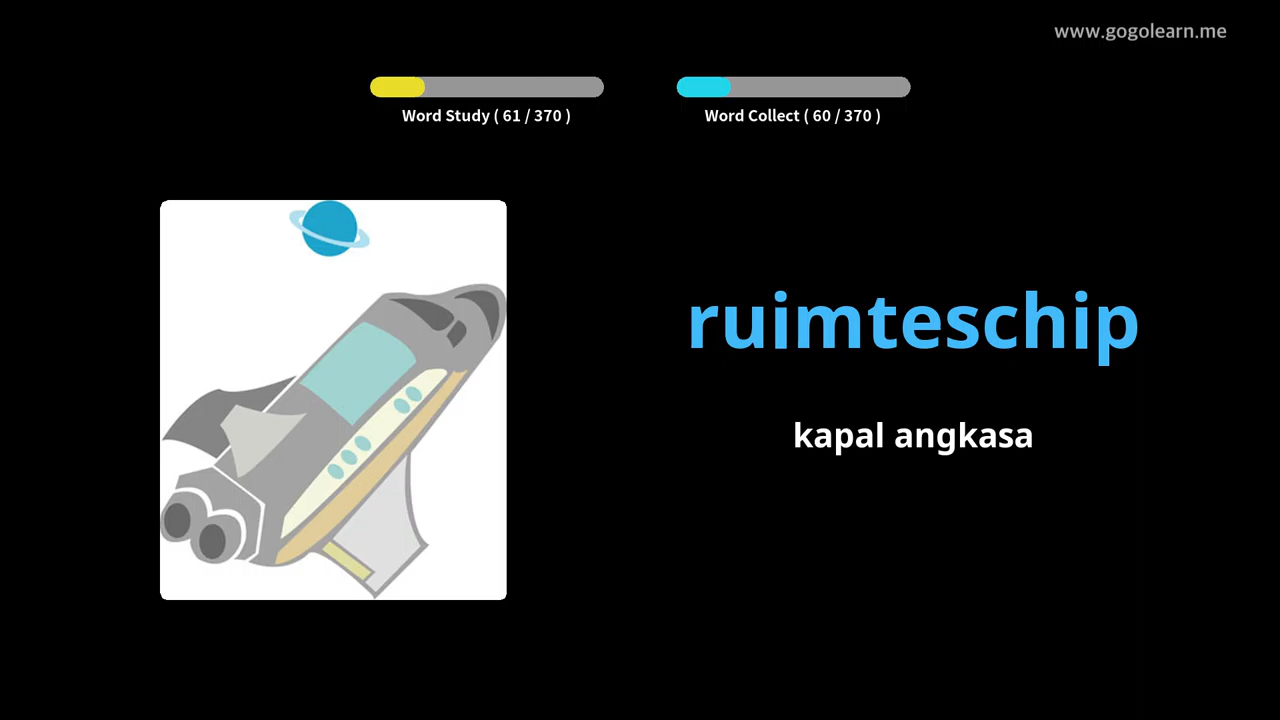 www.gogolearn.me
Word Study ( 61 / 370 )
Word Collect ( 60 / 370 )
ruimteschip
kapal angkasa